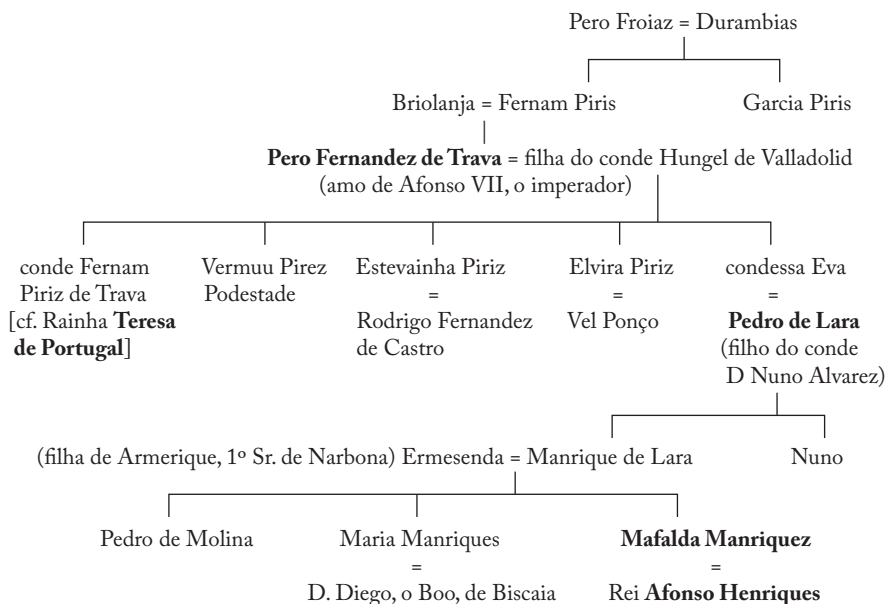 Pero Froiaz = Durambias
Briolanja = Fernam Piris Garcia Piris
Pero Fernandez de Trava = filha do conde Hungel de Valladolid
(amo de Afonso VII, o imperador)
conde Fernam
Piriz de Trava
[cf. Rainha Teresa
de Portugal]
Vermuu Pirez
Podestade
Estevainha Piriz
=
Rodrigo Fernandez
de Castro
Elvira Piriz
=
Vel Ponço
condessa Eva
=
Pedro de Lara
(filho do conde
D Nuno Alvarez)
(filha de Armerique, 1º Sr. de Narbona) Ermesenda = Manrique de Lara Nuno
Pedro de Molina
Maria Manriques
=
D. Diego, o Boo, de Biscaia
Mafalda Manriquez
=
Rei Afonso Henriques